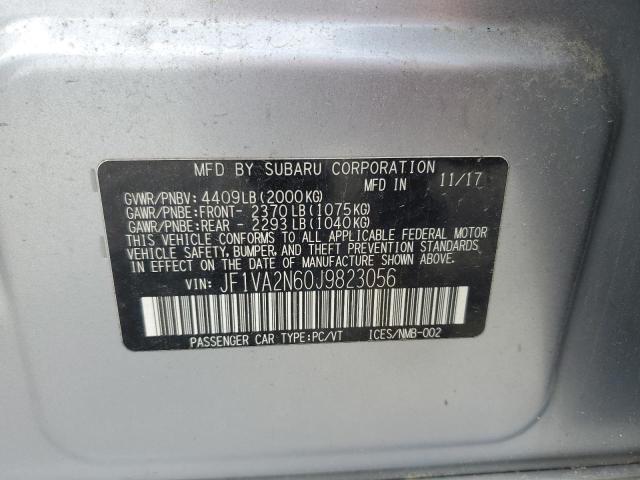 MFD BY SUBARU CORPORATION
MFD IN 11/17
GVWR/PNBV: 4409LB(2000KG)
GAWR/PNBE:FRONT- 2370LB(1075KG)
GAWR/PNBE:REAR - 2293LB(1040KG)
THIS VEHICLE CONFORMS TO ALL APPLICABLE FEDERAL MOTOR
VEHICLE SAFETY, BUMPER, AND THEFT PREVENTION STANDARDS
IN EFFECT ON THE DATE OF MANUFACTURE SHOWN ABOVE.
VIN: JF1VA2N60J9823056
PASSENGER CAR TYPE:PC/VT ICES/NMB-002